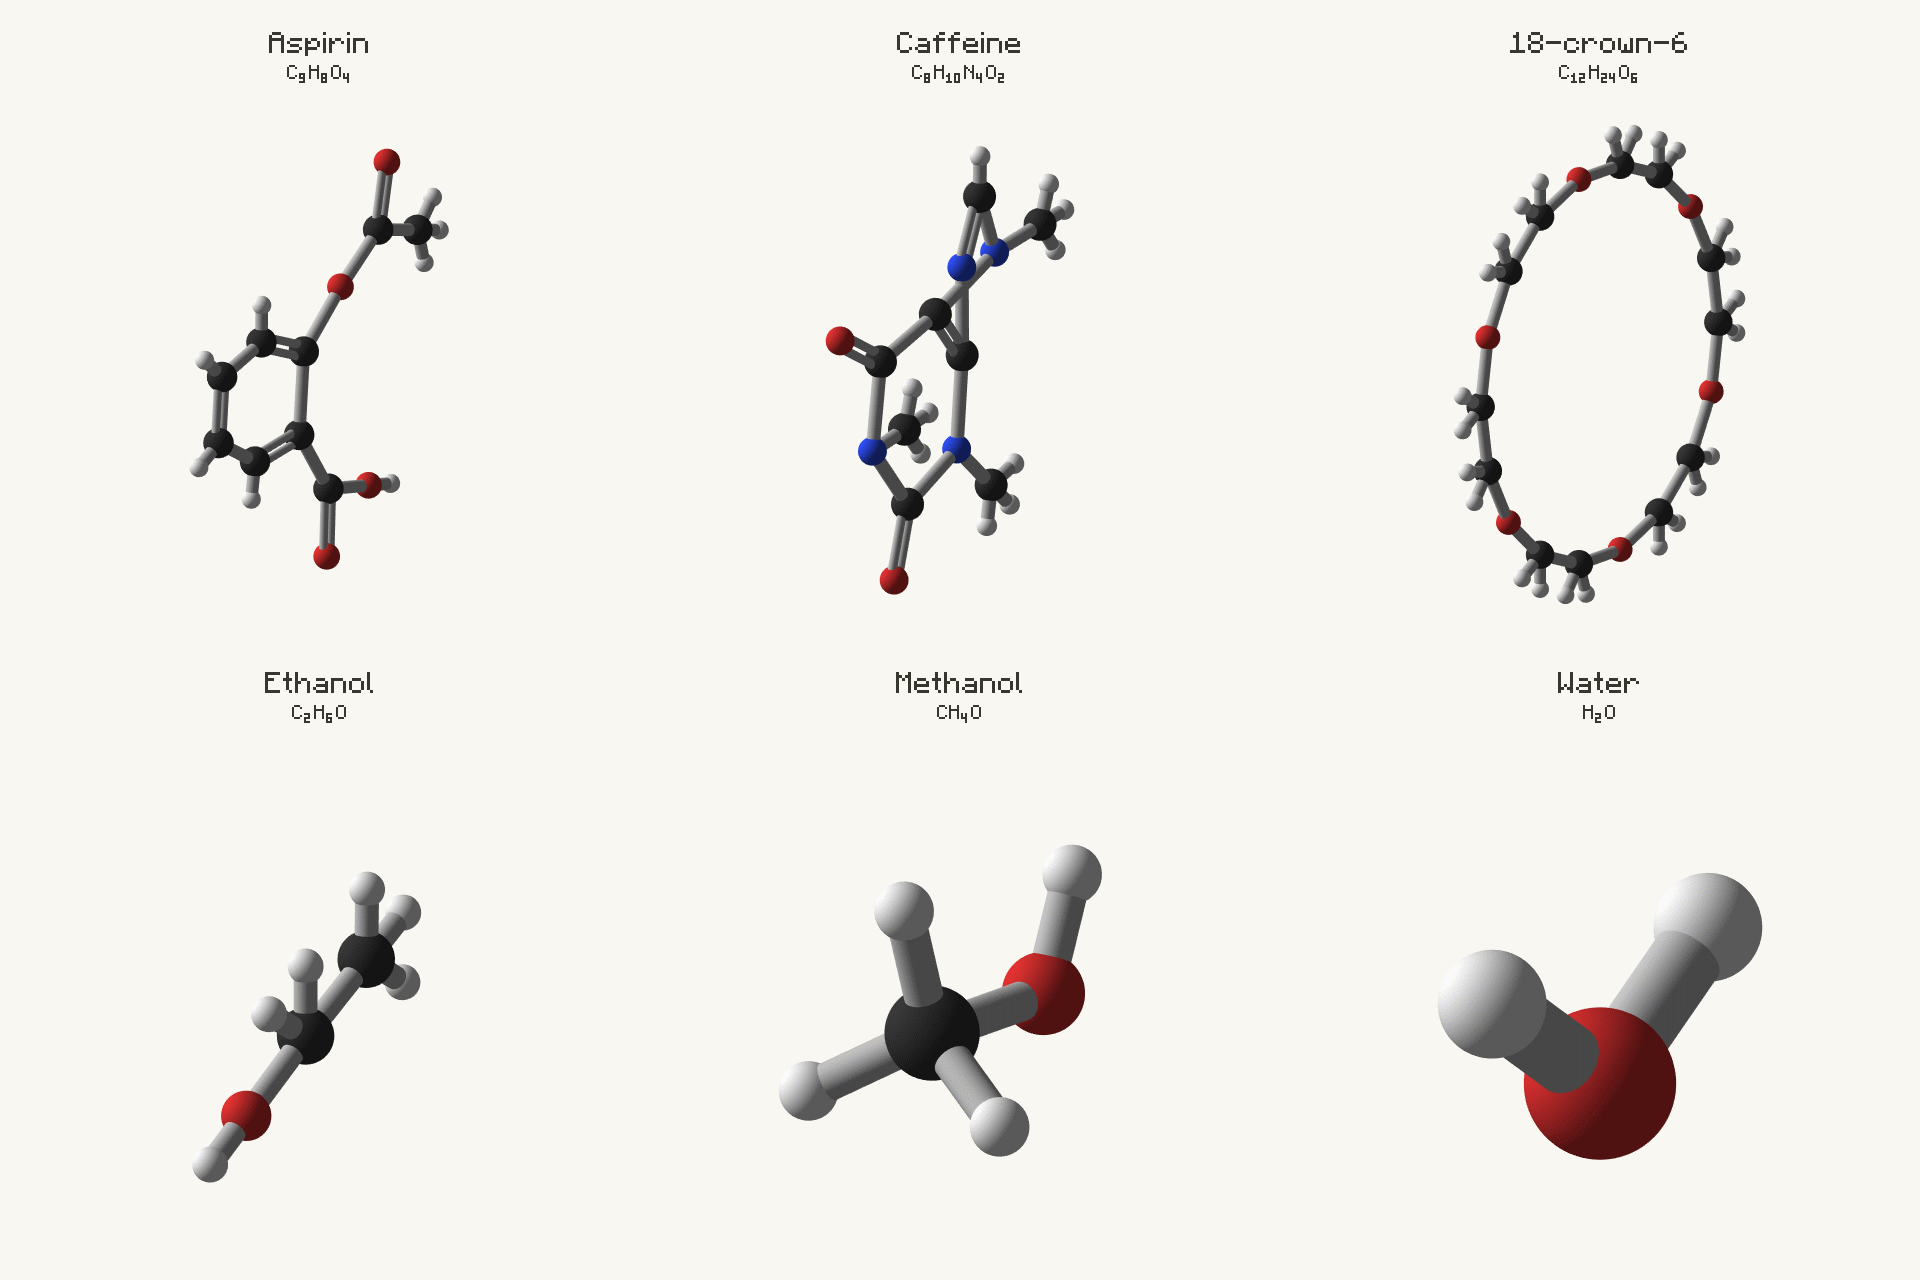 Aspirin
C₉H₈O₄
Caffeine
C₈H₁₀N₄O₂
18-crown-6
C₁₂H₂₄O₆
Ethanol
C₂H₆O
Methanol
CH₄O
Water
H₂O